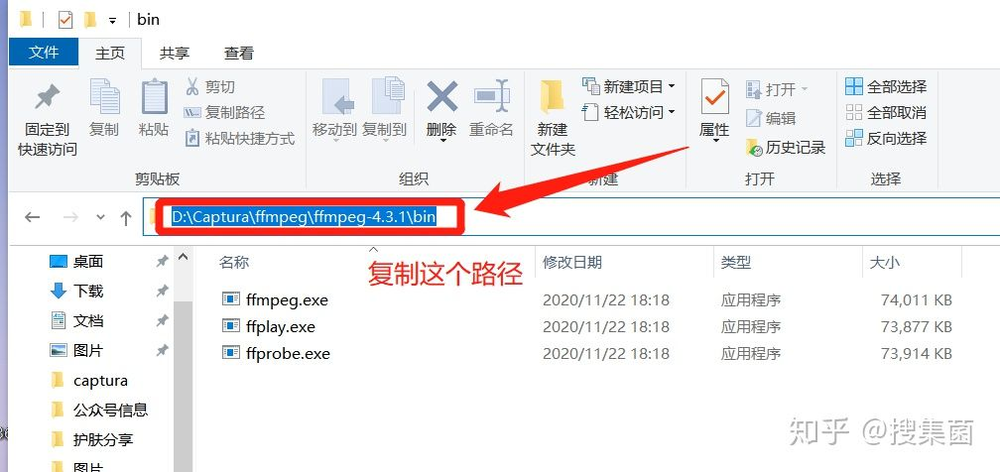 bin
文件 主页 共享 查看
固定到
快速访问
复制
粘贴
剪切
复制路径
粘贴快捷方式
剪贴板
移动到
复制到
删除
重命名
组织
新建
文件夹
新建项目
轻松访问
新建
属性
打开
编辑
历史记录
打开
全部选择
全部取消
反向选择
选择
D:\Captura\ffmpeg\ffmpeg-4.3.1\bin
桌面
下载
文档
图片
captura
公众号信息
护肤分享
图片
名称 修改日期 类型 大小
复制这个路径
ffmpeg.exe 2020/11/22 18:18 应用程序 74,011 KB
ffplay.exe 2020/11/22 18:18 应用程序 73,877 KB
ffprobe.exe 2020/11/22 18:18 应用程序 73,914 KB
知乎 @搜集菌